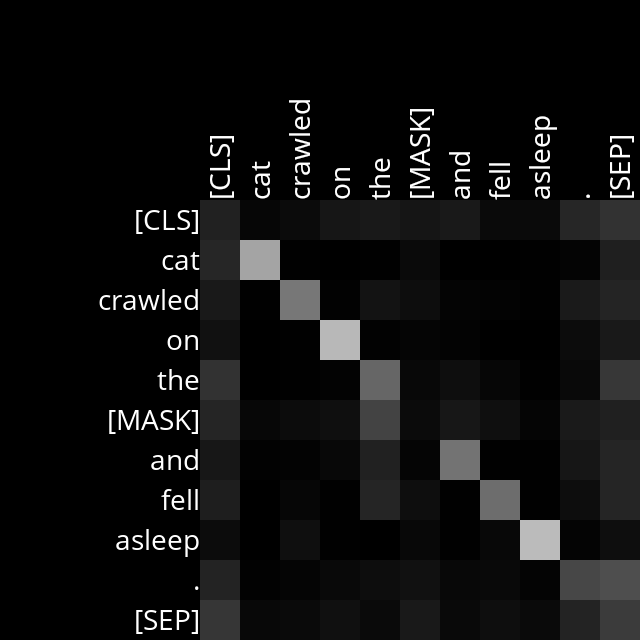 [CLS]
cat
crawled
on
the
[MASK]
and
fell
asleep
.
[SEP]
[CLS]
cat
crawled
on
the
[MASK]
and
fell
asleep
.
[SEP]